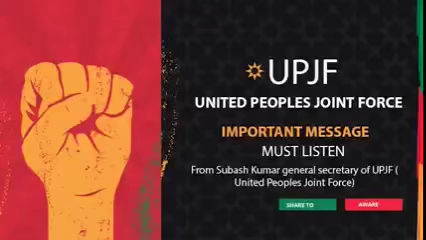 UPJF
UNITED PEOPLES JOINT FORCE
IMPORTANT MESSAGE
MUST LISTEN
From Subash Kumar general secretary of UPJF (
United Peoples Joint Force)
SHARE TO AWARE